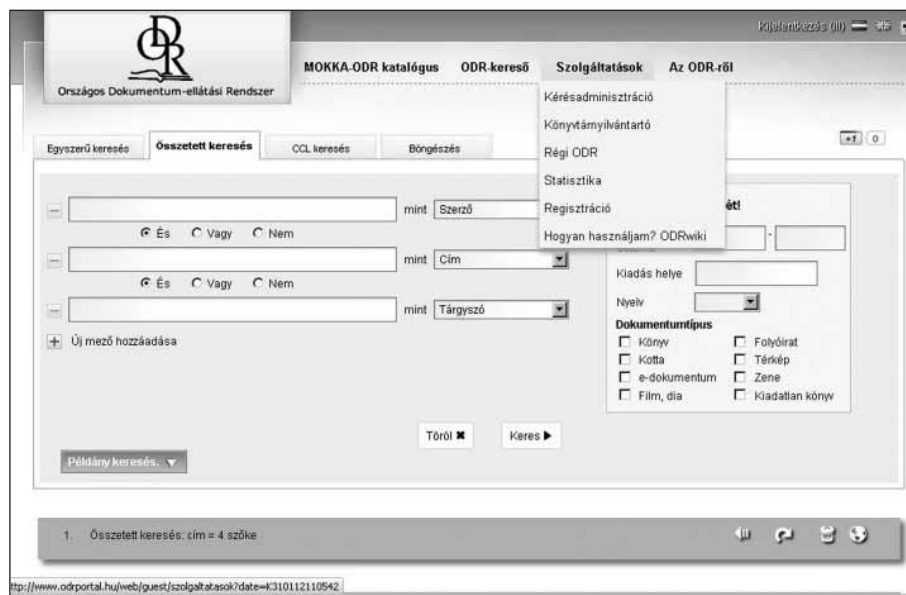 Kijelentkezés (ill)
Országos Dokumentum-ellátási Rendszer
MOKKA-ODR katalógus ODR-kereső Szolgáltatások Az ODR-ről
Kérésadminisztráció
Könyvtárnyilvántartó
Régi ODR
Statisztika
Regisztráció
Hogyan használjam? ODRwiki
+1 0
Egyszerű keresés Összetett keresés CCL keresés Böngészés
mint Szerző
És Vagy Nem
mint Cím
És Vagy Nem
mint Tárgyszó
Új mező hozzáadása
ét!
-
Kiadás helye
Nyelv
Dokumentumtípus
Könyv Folyóirat
Kotta Térkép
e-dokumentum Zene
Film, dia Kiadatlan könyv
Töröl Keres
Példány keresés.
1. Összetett keresés: cím = 4 szőke
ttp://www.odrportal.hu/web/guest/szolgaltatasok?date=K310112110542